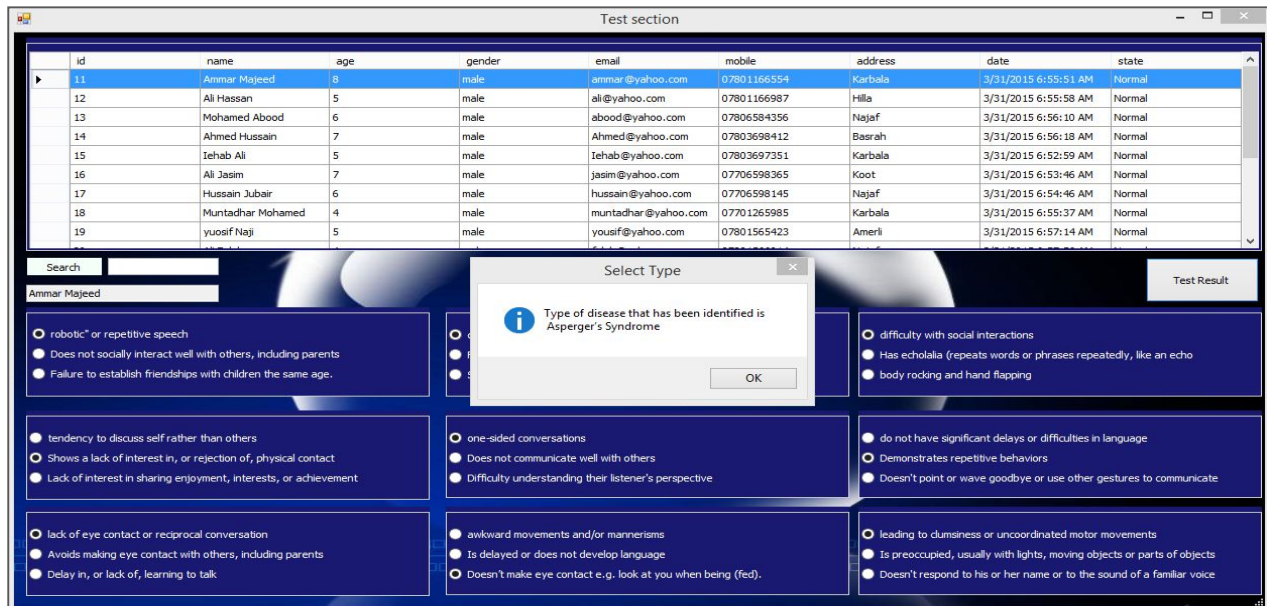 Test section
id name age gender email mobile address date state
11 Ammar Majeed 8 male ammar@yahoo.com 07801166554 Karbala 3/31/2015 6:55:51 AM Normal
12 Ali Hassan 5 male ali@yahoo.com 07801166987 Hilla 3/31/2015 6:55:58 AM Normal
13 Mohamed Abood 6 male abood@yahoo.com 07806584356 Najaf 3/31/2015 6:56:10 AM Normal
14 Ahmed Hussain 7 male Ahmed@yahoo.com 07803698412 Basrah 3/31/2015 6:56:18 AM Normal
15 Iehab Ali 5 male Iehab@yahoo.com 07803697351 Karbala 3/31/2015 6:52:59 AM Normal
16 Ali Jasim 7 male jasim@yahoo.com 07706598365 Koot 3/31/2015 6:53:46 AM Normal
17 Hussain Jubair 6 male hussain@yahoo.com 07706598145 Najaf 3/31/2015 6:54:46 AM Normal
18 Muntadhar Mohamed 4 male muntadhar@yahoo.com 07701265985 Karbala 3/31/2015 6:55:37 AM Normal
19 yuosif Naji 5 male yousif@yahoo.com 07801565423 Amerli 3/31/2015 6:57:14 AM Normal
Search
Ammar Majeed
Test Result
Select Type
Type of disease that has been identified is
Asperger's Syndrome
OK
robotic" or repetitive speech
Does not socially interact well with others, including parents
Failure to establish friendships with children the same age.
difficulty with social interactions
Has echolalia (repeats words or phrases repeatedly, like an echo
body rocking and hand flapping
tendency to discuss self rather than others
Shows a lack of interest in, or rejection of, physical contact
Lack of interest in sharing enjoyment, interests, or achievement
one-sided conversations
Does not communicate well with others
Difficulty understanding their listener's perspective
do not have significant delays or difficulties in language
Demonstrates repetitive behaviors
Doesn't point or wave goodbye or use other gestures to communicate
lack of eye contact or reciprocal conversation
Avoids making eye contact with others, including parents
Delay in, or lack of, learning to talk
awkward movements and/or mannerisms
Is delayed or does not develop language
Doesn't make eye contact e.g. look at you when being (fed).
leading to clumsiness or uncoordinated motor movements
Is preoccupied, usually with lights, moving objects or parts of objects
Doesn't respond to his or her name or to the sound of a familiar voice